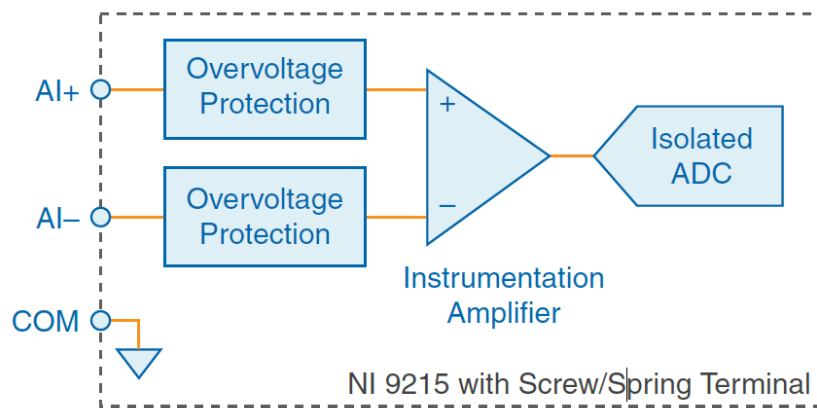 AI+
Overvoltage
Protection
+
Isolated
ADC
AI–
Overvoltage
Protection
–
Instrumentation
Amplifier
COM
NI 9215 with Screw/Spring Terminal